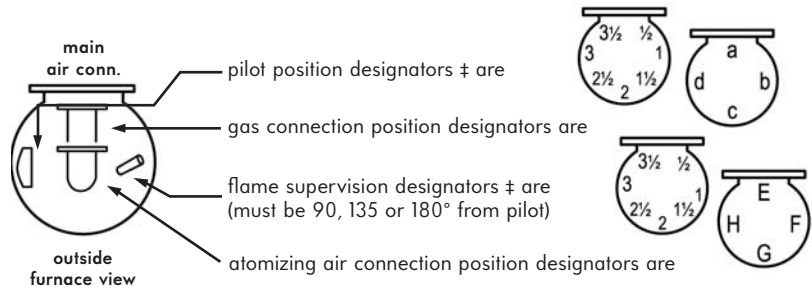 main
air conn.
pilot position designators ‡ are
gas connection position designators are
flame supervision designators ‡ are
(must be 90, 135 or 180° from pilot)
atomizing air connection position designators are
outside
furnace view
3½ ½
3 1
2½ 1½
2
a
d b
c
3½ ½
3 1
2½ 1½
2
E
H F
G